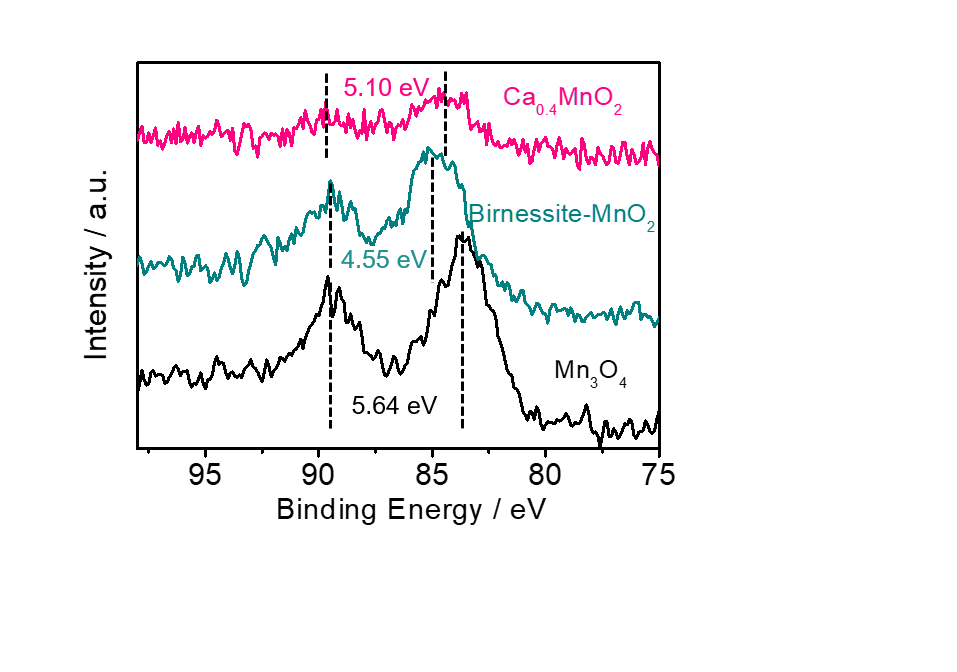 5.10 eV
Ca0.4MnO2
Birnessite-MnO2
4.55 eV
Mn3O4
5.64 eV
Intensity / a.u.
95 90 85 80 75
Binding Energy / eV